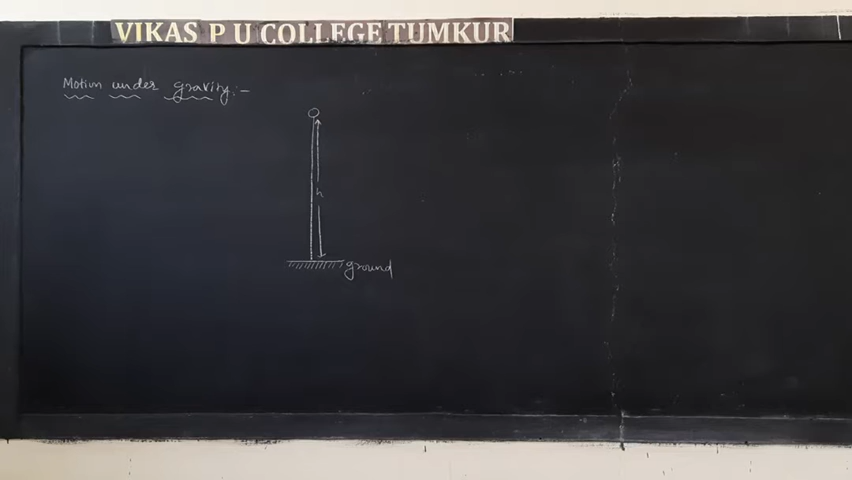 VIKAS P U COLLEGE TUMKUR
Motion under gravity:-
h
ground